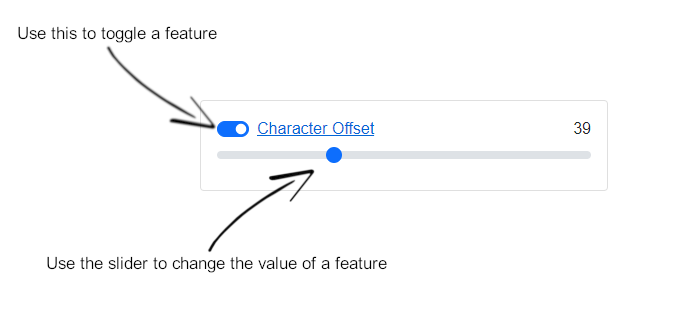 Use this to toggle a feature
Character Offset 39
Use the slider to change the value of a feature